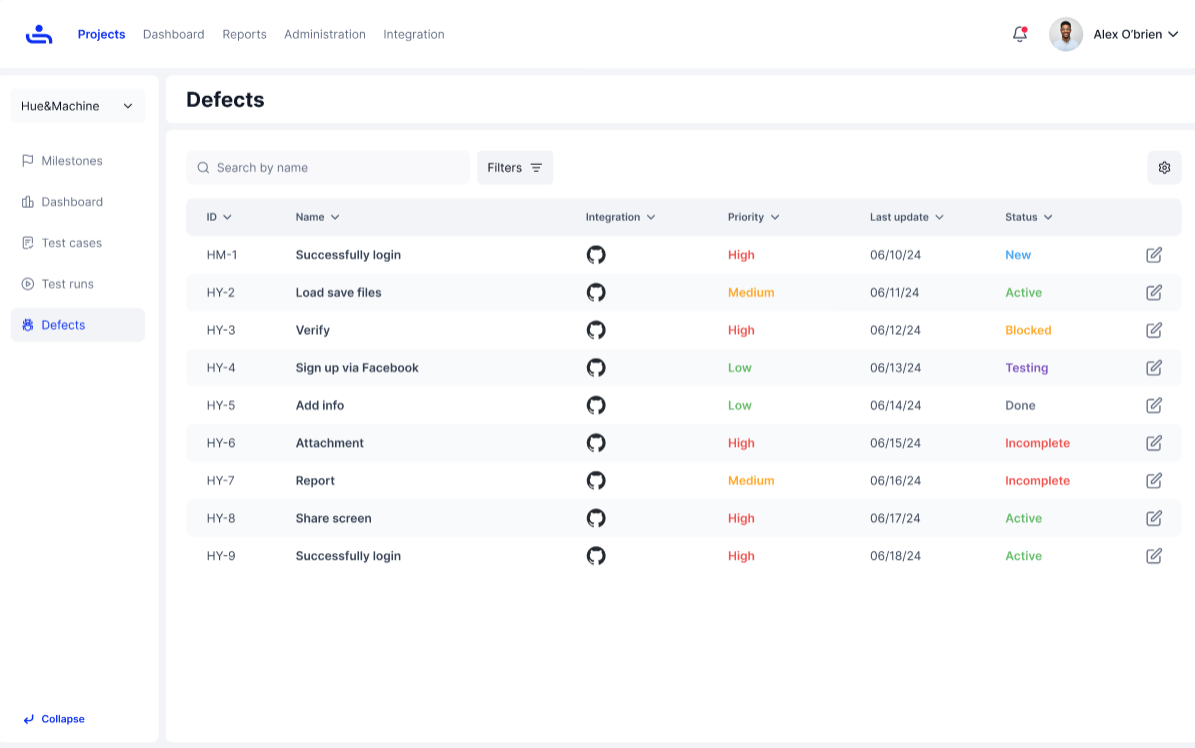 Projects Dashboard Reports Administration Integration Alex O'brien
Hue&Machine
Defects
Milestones
Dashboard
Test cases
Test runs
Defects
Search by name Filters
ID Name Integration Priority Last update Status
HM-1 Successfully login High 06/10/24 New
HY-2 Load save files Medium 06/11/24 Active
HY-3 Verify High 06/12/24 Blocked
HY-4 Sign up via Facebook Low 06/13/24 Testing
HY-5 Add info Low 06/14/24 Done
HY-6 Attachment High 06/15/24 Incomplete
HY-7 Report Medium 06/16/24 Incomplete
HY-8 Share screen High 06/17/24 Active
HY-9 Successfully login High 06/18/24 Active
Collapse